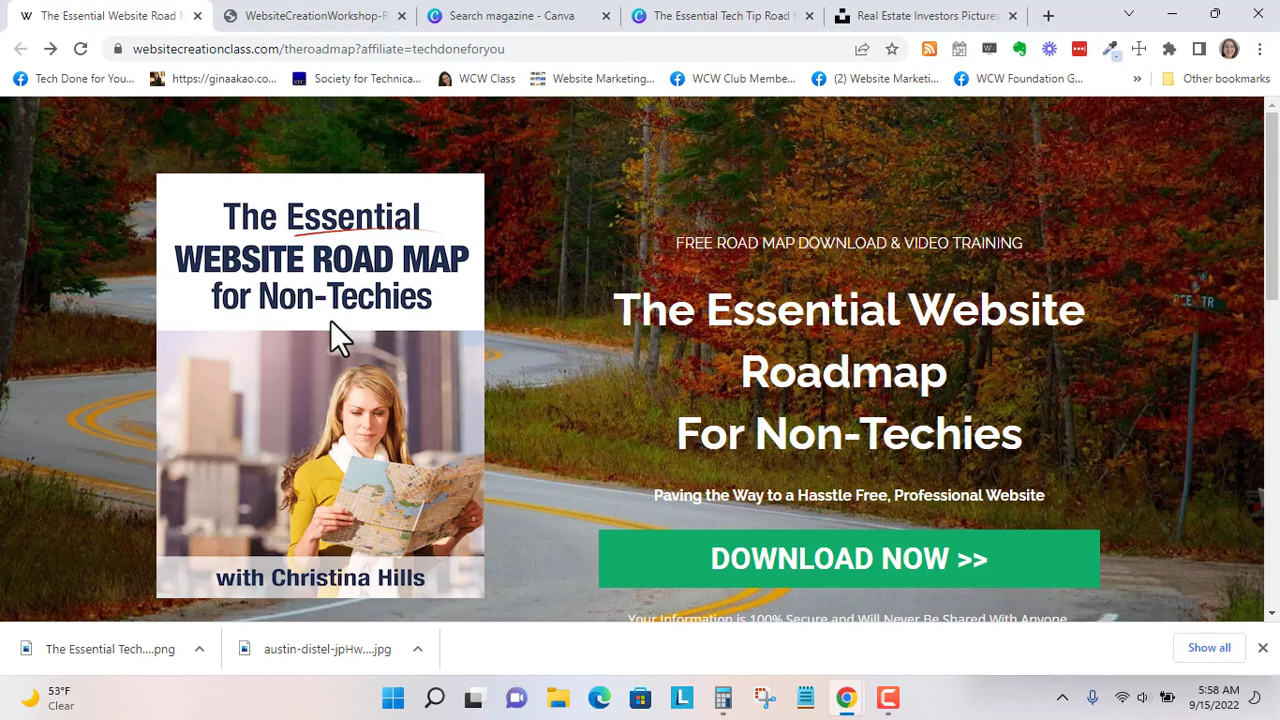 The Essential Website Road M
WebsiteCreationWorkshop-R
Search magazine - Canva
The Essential Tech Tip Road M
Real Estate Investors Pictures
websitecreationclass.com/theroadmap?affiliate=techdoneforyou
Tech Done for You...
https://ginaakao.co...
Society for Technica...
WCW Class
Website Marketing...
WCW Club Membe...
(2) Website Marketi...
WCW Foundation G...
»
Other bookmarks
The Essential
WEBSITE ROAD MAP
for Non-Techies
with Christina Hills
FREE ROAD MAP DOWNLOAD & VIDEO TRAINING
The Essential Website
Roadmap
For Non-Techies
Paving the Way to a Hasstle Free, Professional Website
DOWNLOAD NOW >>
Your Information is 100% Secure and Will Never Be Shared With Anyone
The Essential Tech....png
austin-distel-jpHw....jpg
Show all
53°F
Clear
5:58 AM
9/15/2022